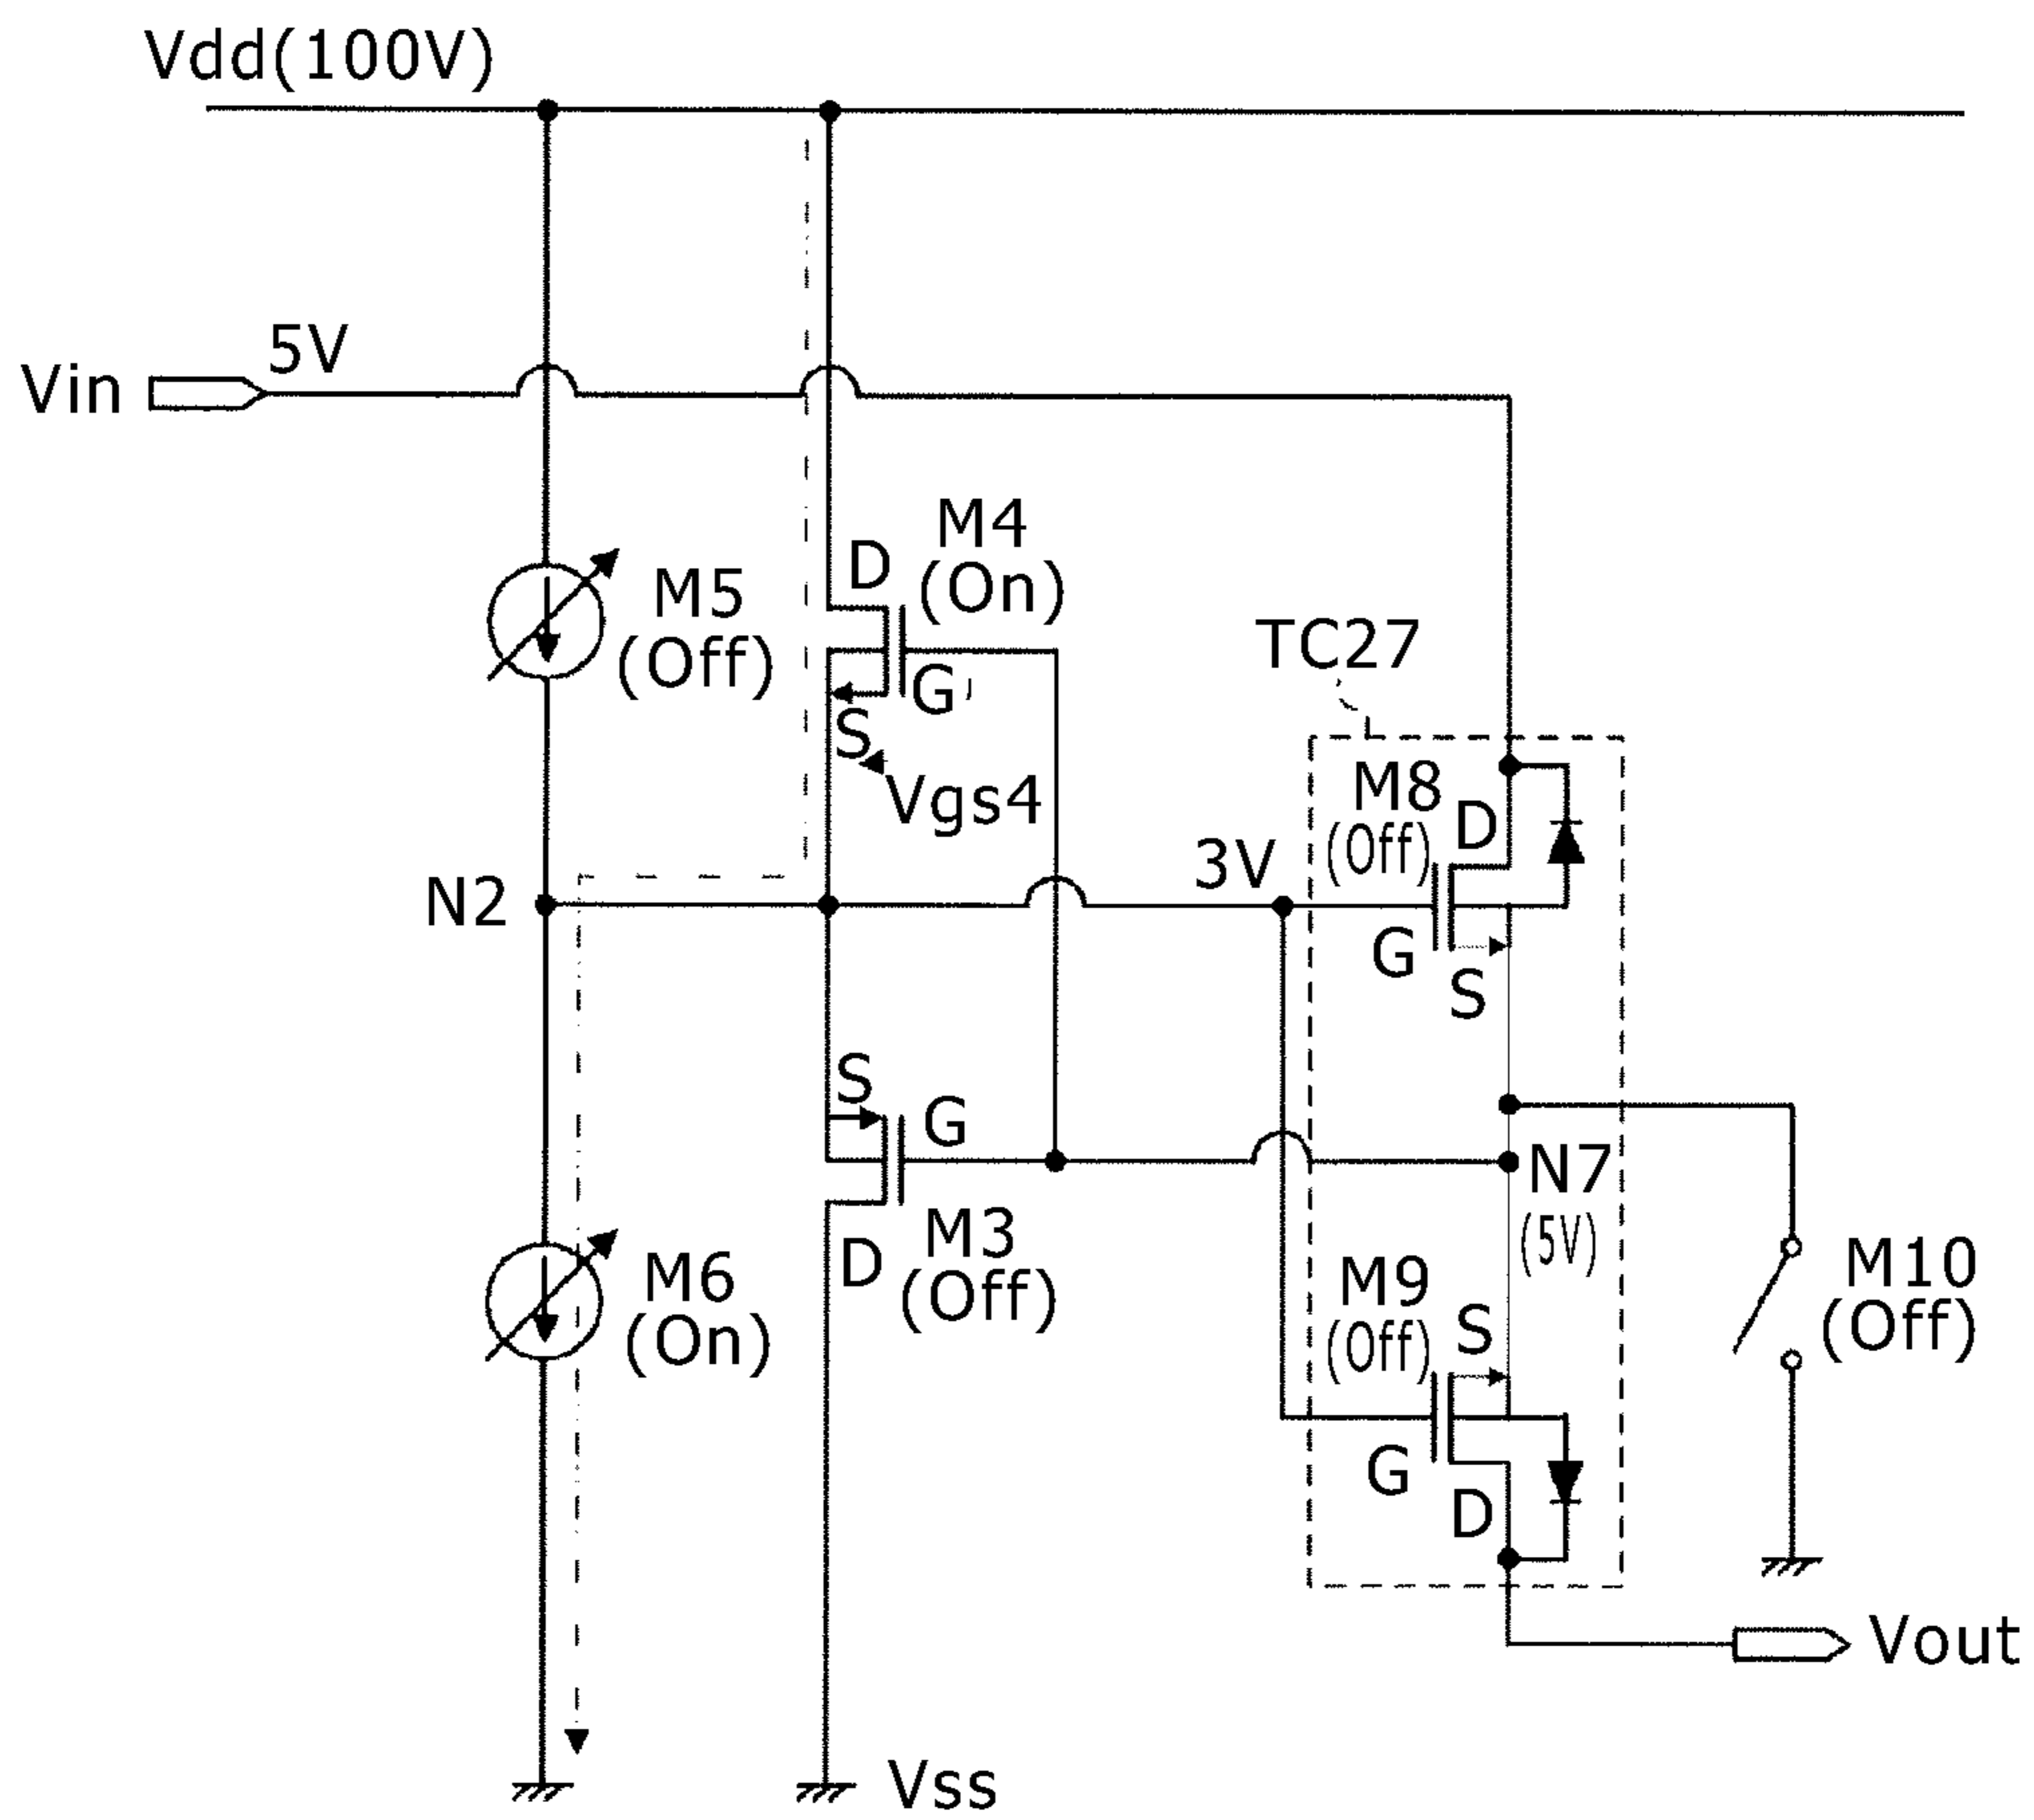 Vdd(100V)
Vin
5V
M4
(On)
D
G
S
Vgs4
M5
(Off)
TC27
M8
(Off)
D
G
S
3V
N2
S
G
D
M3
(Off)
N7
(5V)
M6
(On)
M9
(Off)
S
G
D
M10
(Off)
Vout
Vss